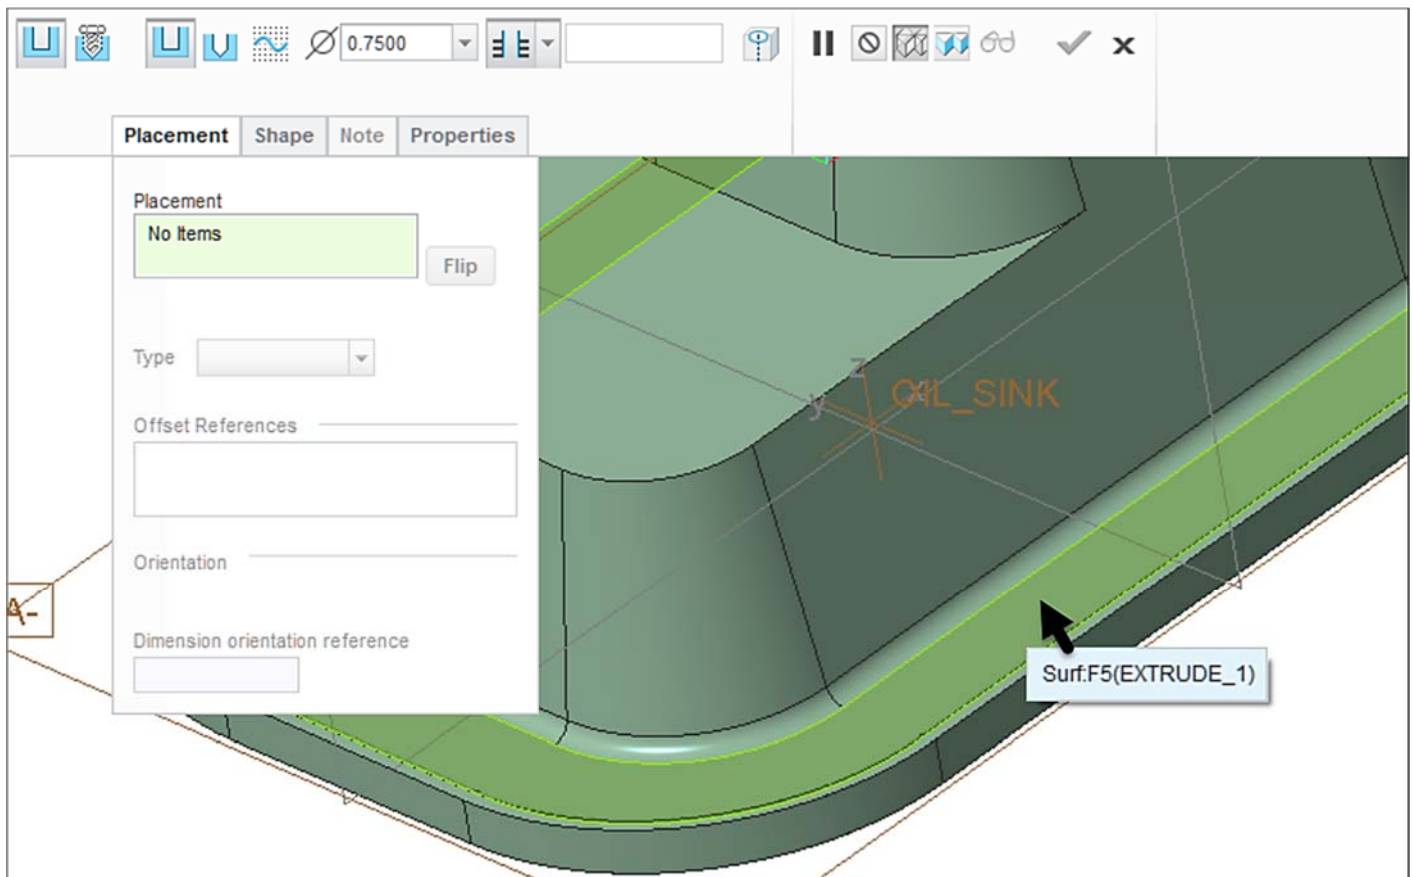 0.7500
Placement Shape Note Properties
Placement
No Items
Flip
Type
Offset References
Orientation
Dimension orientation reference
A-
z
y x OIL_SINK
Surf:F5(EXTRUDE_1)